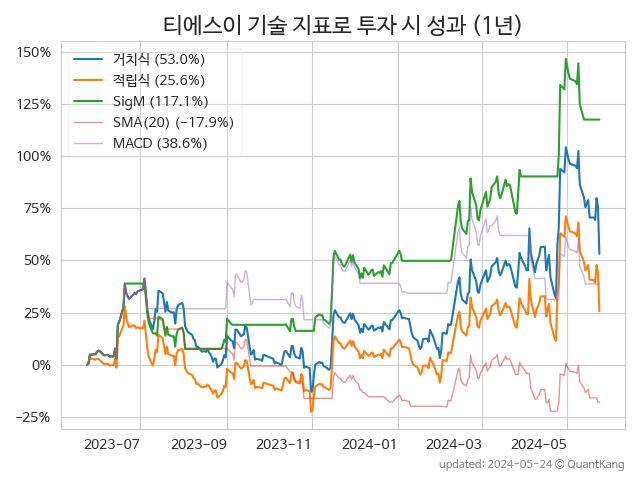 티에스이 기술 지표로 투자 시 성과 (1년)
150%
125%
100%
75%
50%
25%
0%
−25%
거치식 (53.0%)
적립식 (25.6%)
SigM (117.1%)
SMA(20) (-17.9%)
MACD (38.6%)
2023-07
2023-09
2023-11
2024-01
2024-03
2024-05
updated: 2024-05-24 © QuantKang